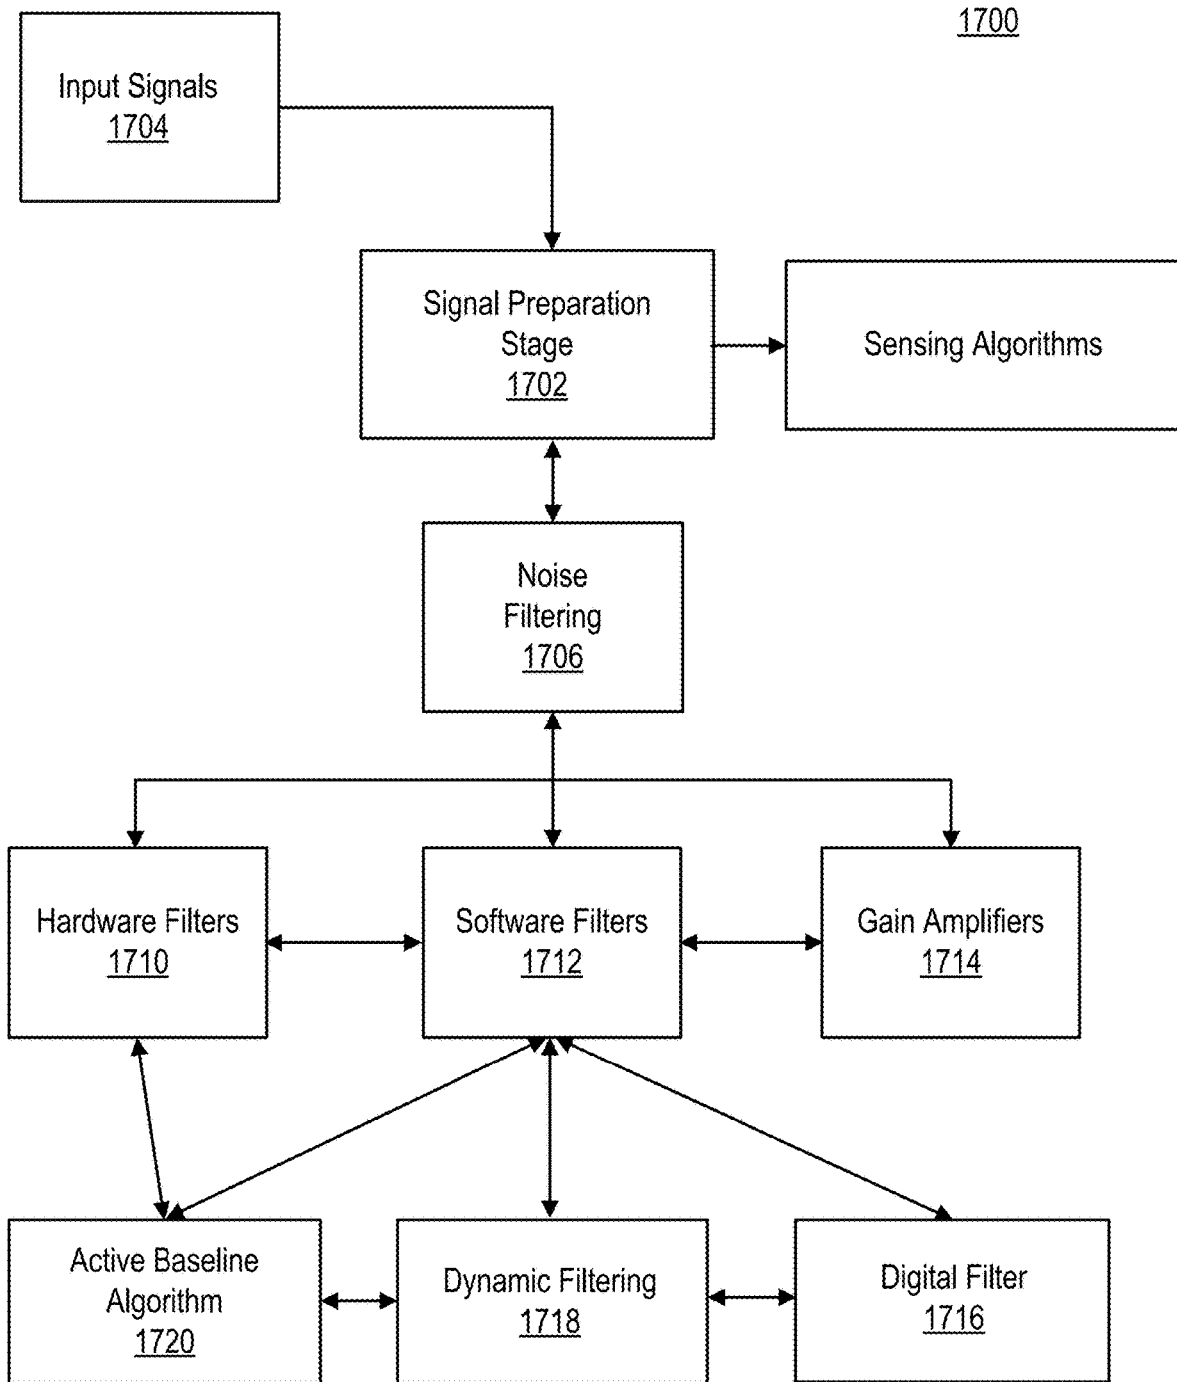 1700
Input Signals
1704
Signal Preparation
Stage
1702
Sensing Algorithms
Noise
Filtering
1706
Hardware Filters
1710
Software Filters
1712
Gain Amplifiers
1714
Active Baseline
Algorithm
1720
Dynamic Filtering
1718
Digital Filter
1716